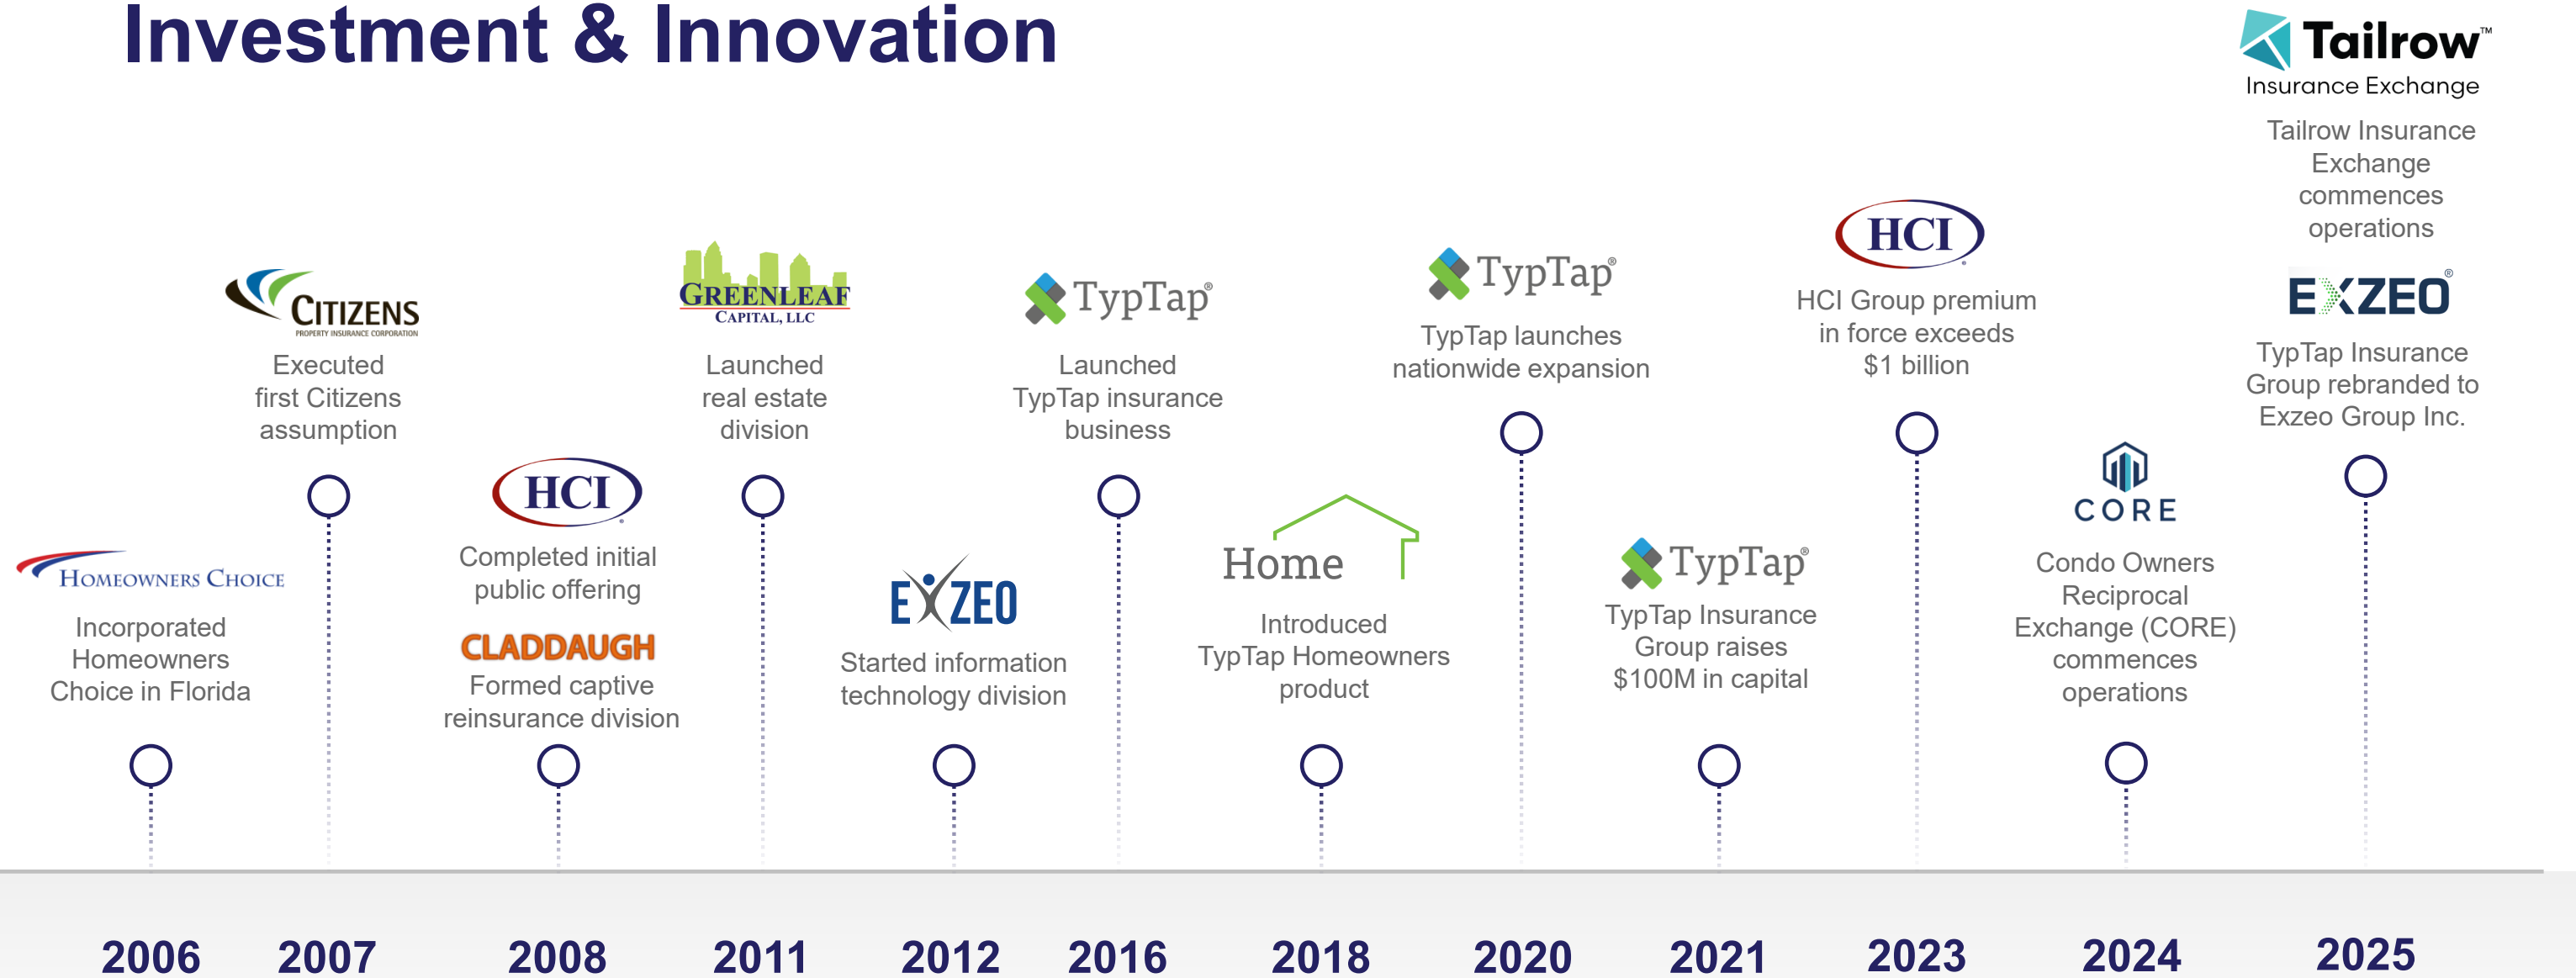 Investment & Innovation
HOMEOWNERS CHOICE
Incorporated
Homeowners
Choice in Florida
CITIZENS
PROPERTY INSURANCE CORPORATION
Executed
first Citizens
assumption
HCI
Completed initial
public offering
CLADDAUGH
Formed captive
reinsurance division
GREENLEAF
CAPITAL, LLC
Launched
real estate
division
EXZEO
Started information
technology division
TypTap®
Launched
TypTap insurance
business
Home
Introduced
TypTap Homeowners
product
TypTap®
TypTap launches
nationwide expansion
TypTap®
TypTap Insurance
Group raises
$100M in capital
HCI
HCI Group premium
in force exceeds
$1 billion
CORE
Condo Owners
Reciprocal
Exchange (CORE)
commences
operations
Tailrow™
Insurance Exchange
Tailrow Insurance
Exchange
commences
operations
EXZEO®
TypTap Insurance
Group rebranded to
Exzeo Group Inc.
2006
2007
2008
2011
2012
2016
2018
2020
2021
2023
2024
2025